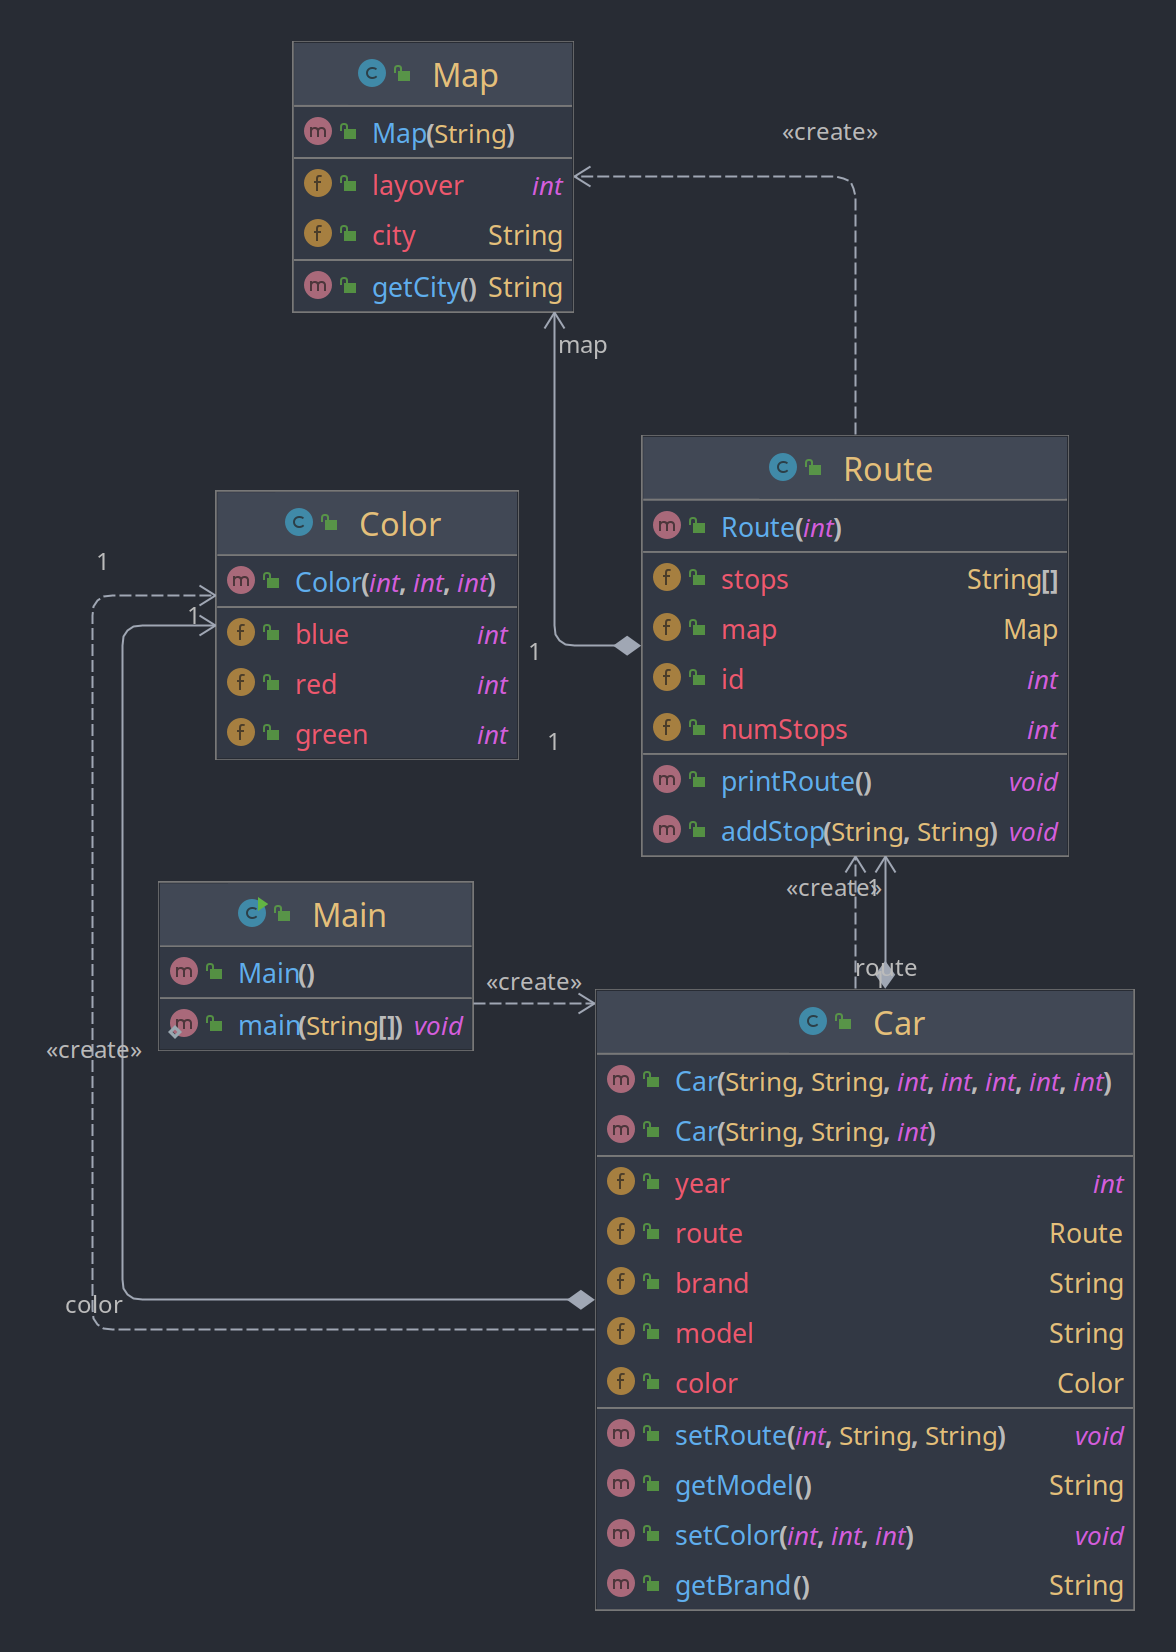 Map
Map(String)
layover int
city String
getCity() String
«create»
map
Route
Route(int)
stops String[]
map Map
id int
numStops int
printRoute() void
addStop(String, String) void
Color
Color(int, int, int)
blue int
red int
green int
1
1
1
1
Main
Main()
main(String[]) void
«create»
«create»
1
route
1
«create»
color
Car
Car(String, String, int, int, int, int, int)
Car(String, String, int)
year int
route Route
brand String
model String
color Color
setRoute(int, String, String) void
getModel() String
setColor(int, int, int) void
getBrand() String